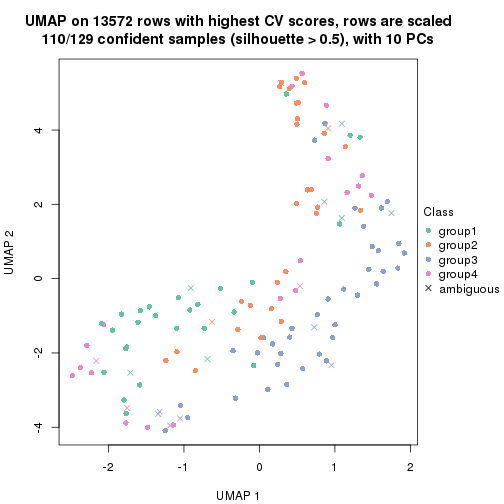 UMAP on 13572 rows with highest CV scores, rows are scaled
110/129 confident samples (silhouette > 0.5), with 10 PCs
4
2
0
-2
-4
UMAP 2
-2
-1
0
1
2
UMAP 1
Class
group1
group2
group3
group4
ambiguous